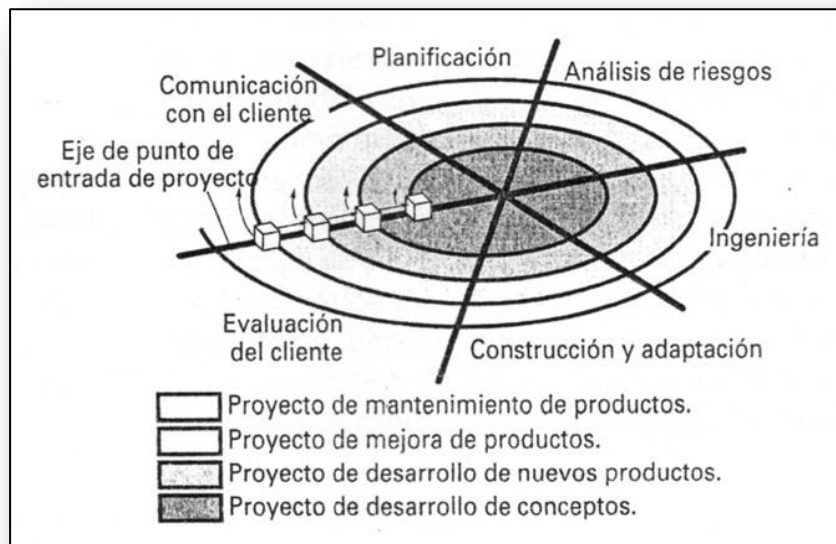 Planificación
Análisis de riesgos
Comunicación
con el cliente
Eje de punto de
entrada de proyecto
Ingeniería
Evaluación
del cliente
Construcción y adaptación
Proyecto de mantenimiento de productos.
Proyecto de mejora de productos.
Proyecto de desarrollo de nuevos productos.
Proyecto de desarrollo de conceptos.